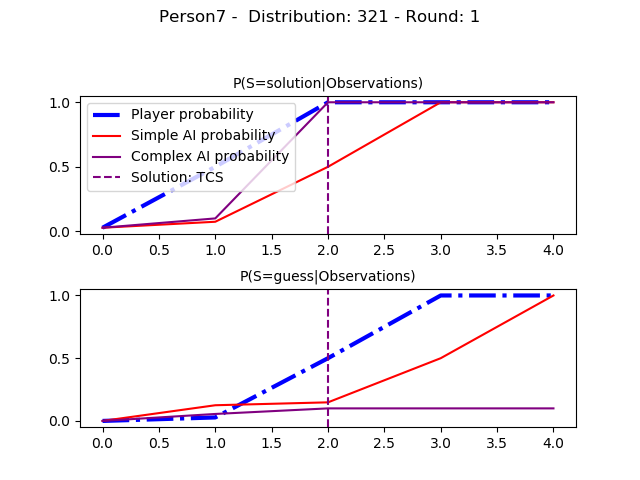 Person7 -  Distribution: 321 - Round: 1
P(S=solution|Observations)
1.0
0.5
0.0
Player probability
Simple AI probability
Complex AI probability
Solution: TCS
0.0 0.5 1.0 1.5 2.0 2.5 3.0 3.5 4.0
P(S=guess|Observations)
1.0
0.5
0.0
0.0 0.5 1.0 1.5 2.0 2.5 3.0 3.5 4.0